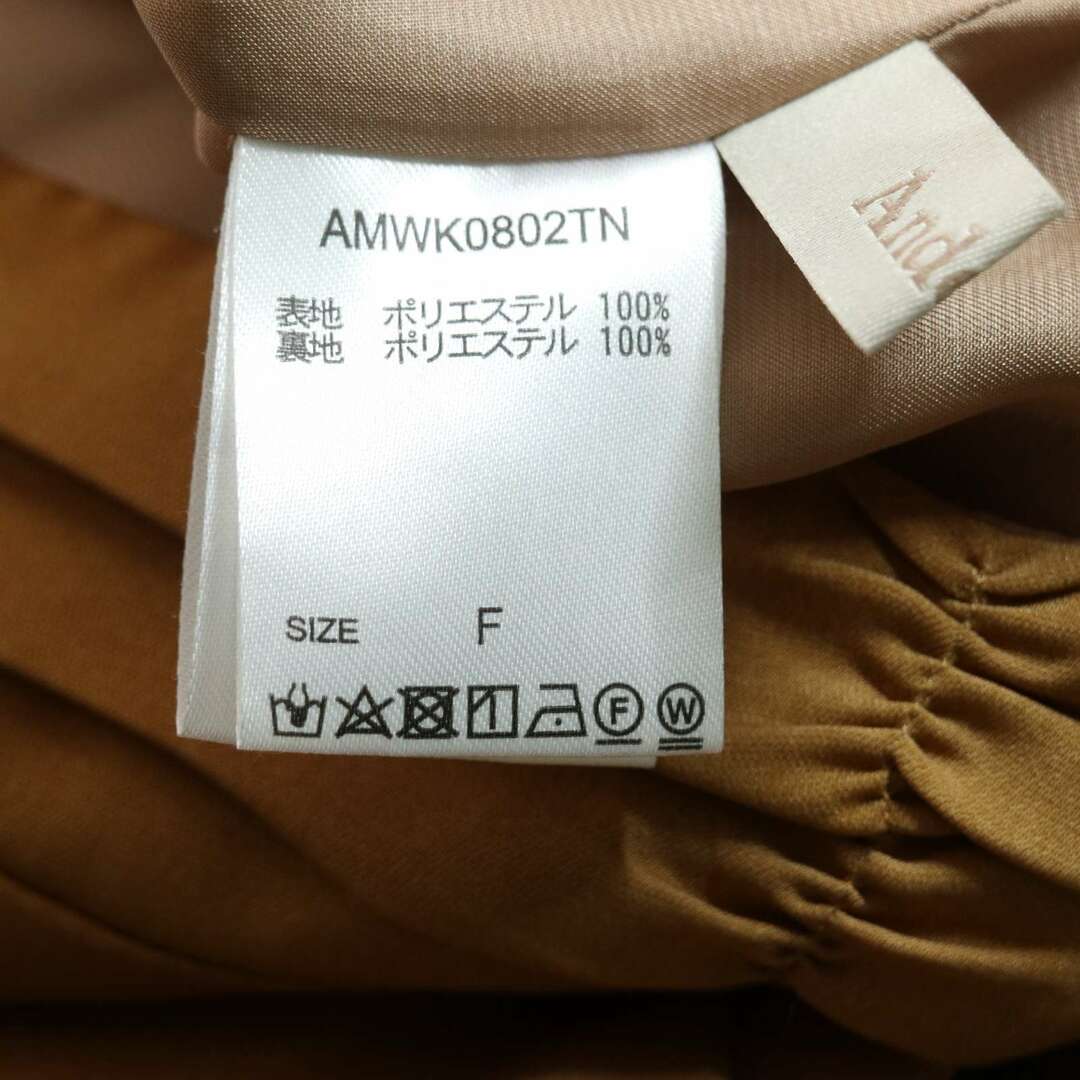 AMWK0802TN
表地 ポリエステル 100%
裏地 ポリエステル 100%
SIZE F
F W
And